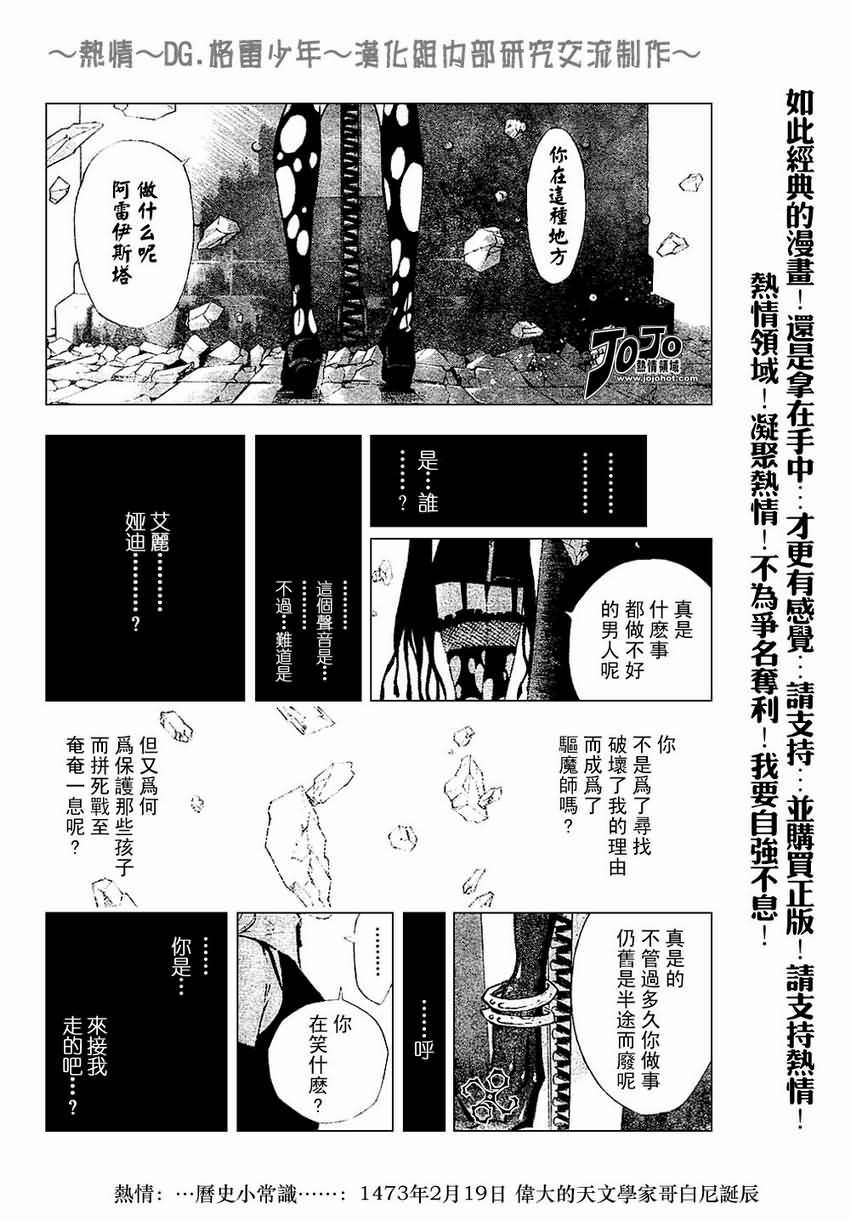 ～熱情～DG.格雷少年～漢化組內部研究交流制作～
如此經典的漫畫！還是拿在手中…才更有感覺…請支持…並購買正版！請支持熱情！
熱情領域！凝聚熱情！不為爭名奪利！我要自強不息！
你在這種地方
做什么呢
阿雷伊斯塔
JOJO
熱情領域
www.jojohot.com
………
是…誰
……？
………
這個聲音是…
不過…難道是
艾麗………
婭迪………？
真是
什麽事
都做不好
的男人呢
你
不是爲了尋找
破壞了我的理由
而成爲了
驅魔師嗎？
但又爲何
爲保護那些孩子
而拼死戰至
奄奄一息呢？
真是的
不管過多久你做事
仍舊是半途而廢呢
……呼
你
在笑什麽？
……
你是…
來接我
走的吧…？
熱情：…曆史小常識……：1473年2月19日 偉大的天文學家哥白尼誕辰